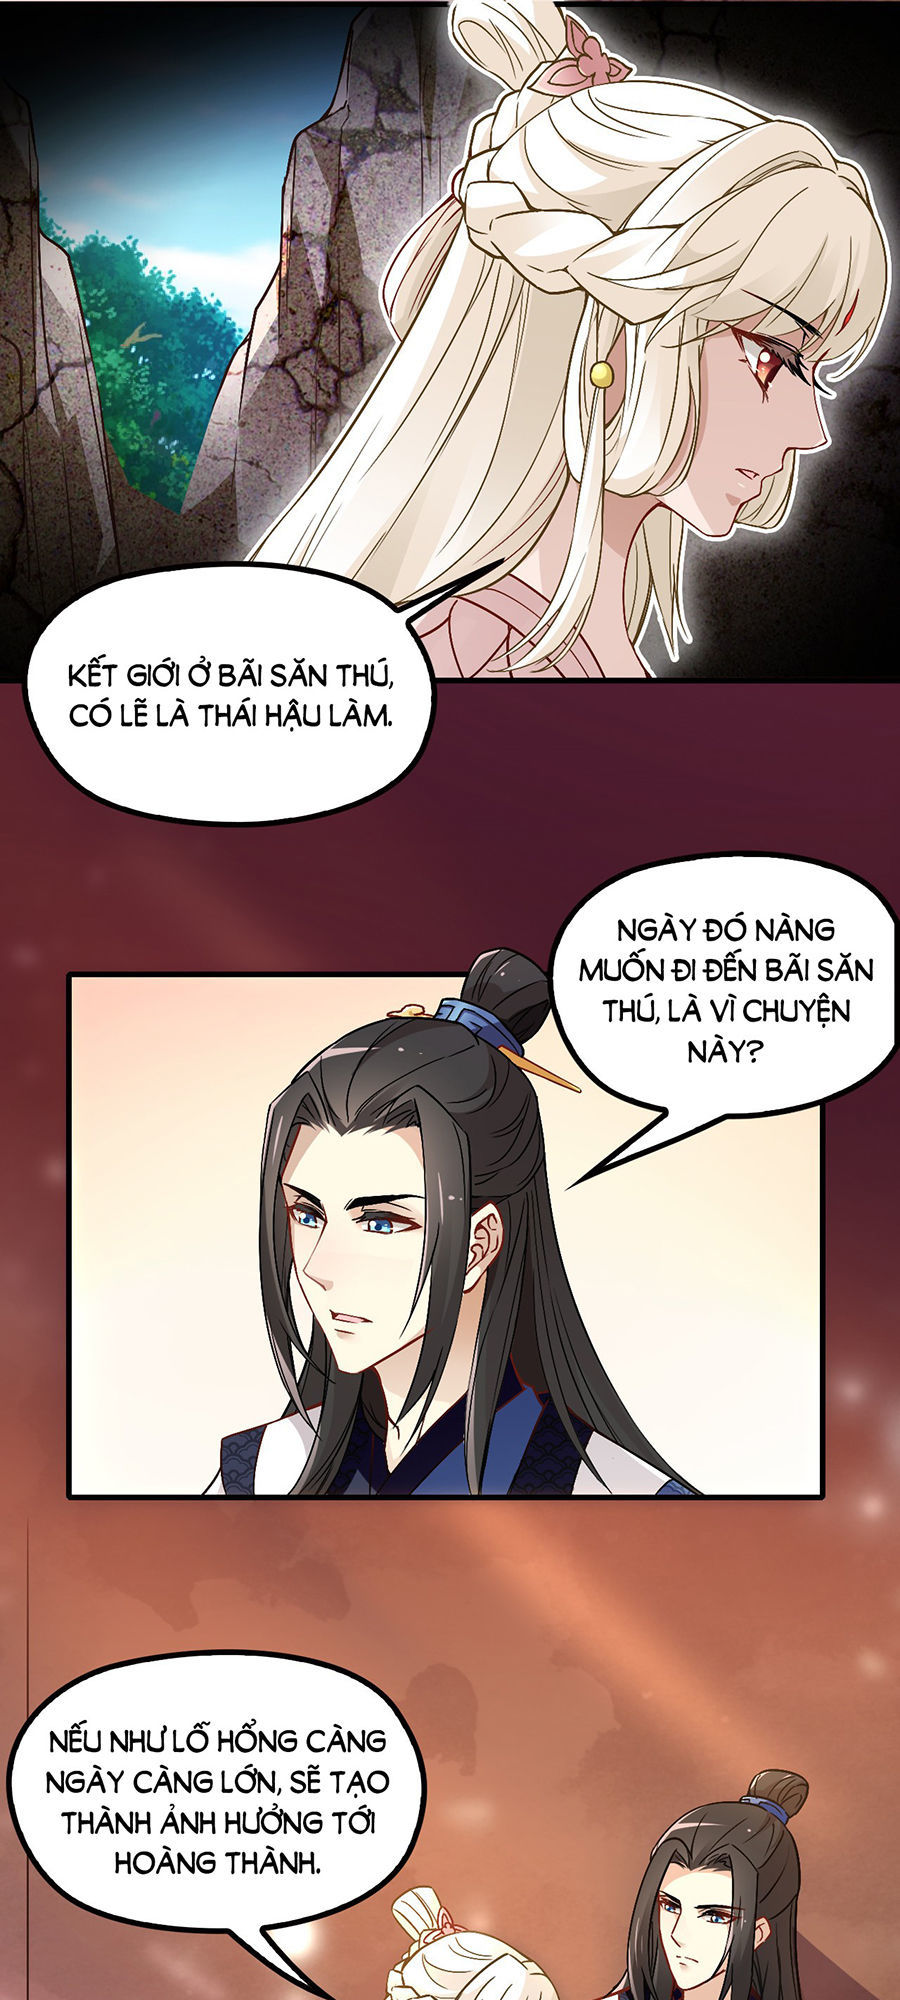 KẾT GIỚI Ở BÃI SĂN THÚ,
CÓ LẼ LÀ THÁI HẬU LÀM.
NGÀY ĐÓ NÀNG
MUỐN ĐI ĐẾN BÃI SĂN
THÚ, LÀ VÌ CHUYỆN
NÀY?
NẾU NHƯ LỖ HỔNG CÀNG
NGÀY CÀNG LỚN, SẼ TẠO
THÀNH ẢNH HƯỞNG TỚI
HOÀNG THÀNH.